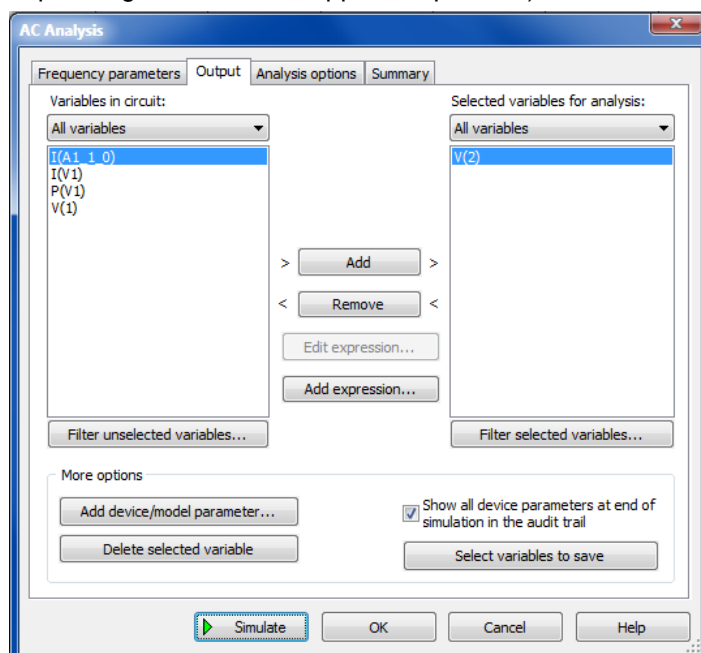 AC Analysis
Frequency parameters Output Analysis options Summary
Variables in circuit:
Selected variables for analysis:
All variables
All variables
I(A1_1_0)
I(V1)
P(V1)
V(1)
V(2)
> Add >
< Remove <
Edit expression...
Add expression...
Filter unselected variables...
Filter selected variables...
More options
Add device/model parameter...
Show all device parameters at end of
simulation in the audit trail
Delete selected variable
Select variables to save
Simulate OK Cancel Help